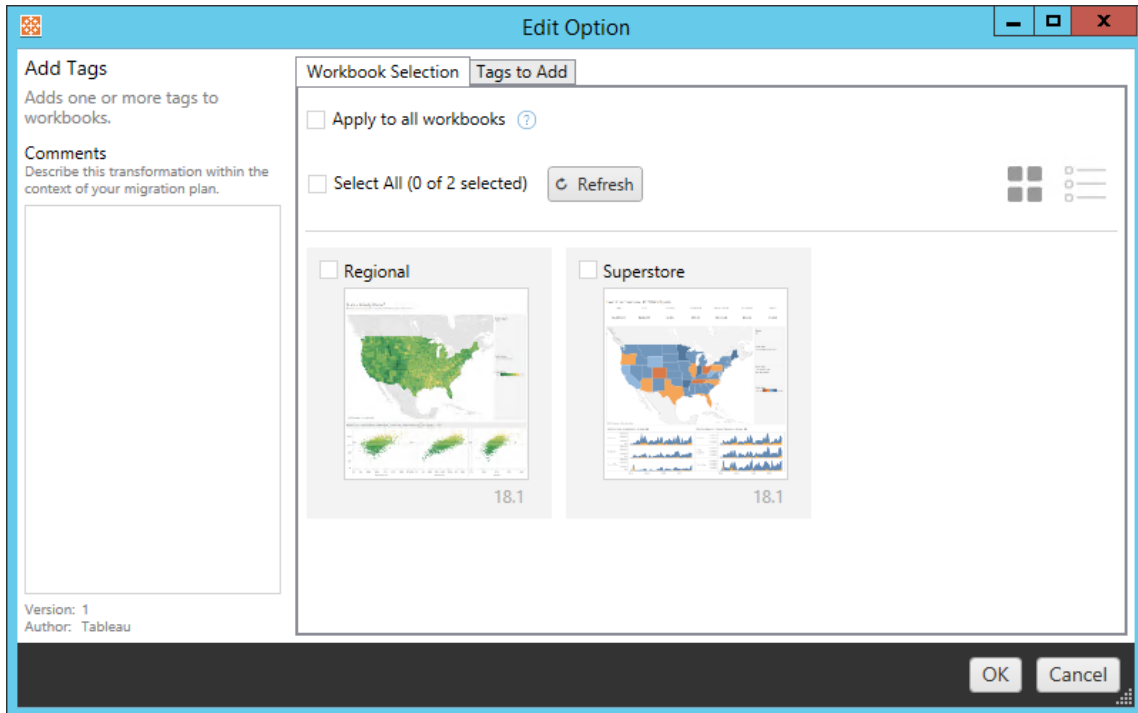 Edit Option
Add Tags
Adds one or more tags to
workbooks.
Comments
Describe this transformation within the
context of your migration plan.
Version: 1
Author: Tableau
Workbook Selection
Tags to Add
Apply to all workbooks ?
Select All (0 of 2 selected)
Refresh
Regional
18.1
Superstore
18.1
OK
Cancel